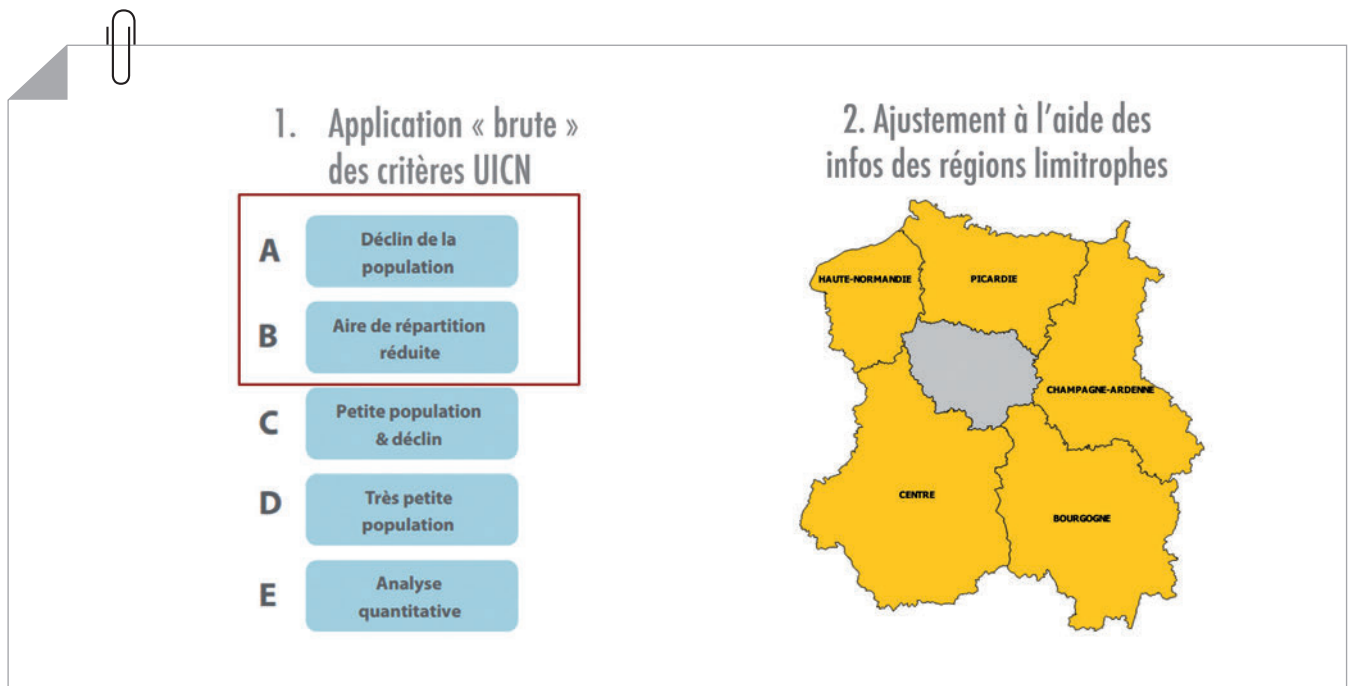 1. Application « brute »
des critères UICN
A
Déclin de la
population
B
Aire de répartition
réduite
C
Petite population
& déclin
D
Très petite
population
E
Analyse
quantitative
2. Ajustement à l'aide des
infos des régions limitrophes
HAUTE-NORMANDIE
PICARDIE
CHAMPAGNE-ARDENNE
CENTRE
BOURGOGNE